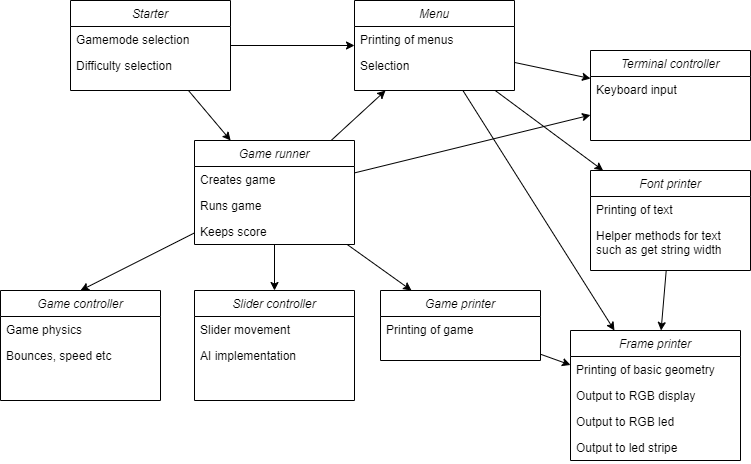 Starter
Gamemode selection
Difficulty selection
Menu
Printing of menus
Selection
Terminal controller
Keyboard input
Game runner
Creates game
Runs game
Keeps score
Font printer
Printing of text
Helper methods for text
such as get string width
Game controller
Game physics
Bounces, speed etc
Slider controller
Slider movement
AI implementation
Game printer
Printing of game
Frame printer
Printing of basic geometry
Output to RGB display
Output to RGB led
Output to led stripe